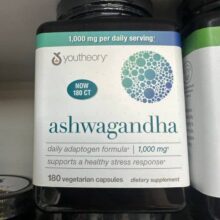 1,000 mg per daily serving†
youtheory®
NOW
180 CT
ashwagandha
daily adaptogen formula† | 1,000 mg†
supports a healthy stress response†
180 vegetarian capsules dietary supplement